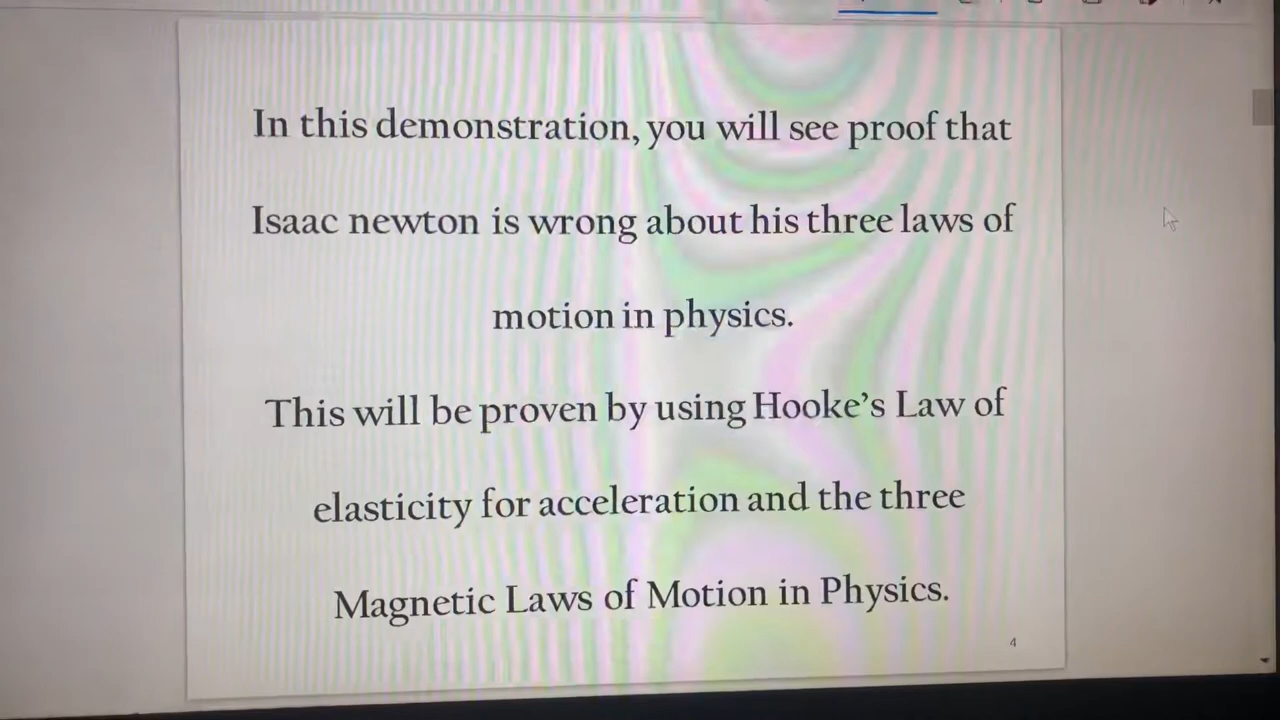 In this demonstration, you will see proof that
Isaac newton is wrong about his three laws of
motion in physics.
This will be proven by using Hooke's Law of
elasticity for acceleration and the three
Magnetic Laws of Motion in Physics.
4